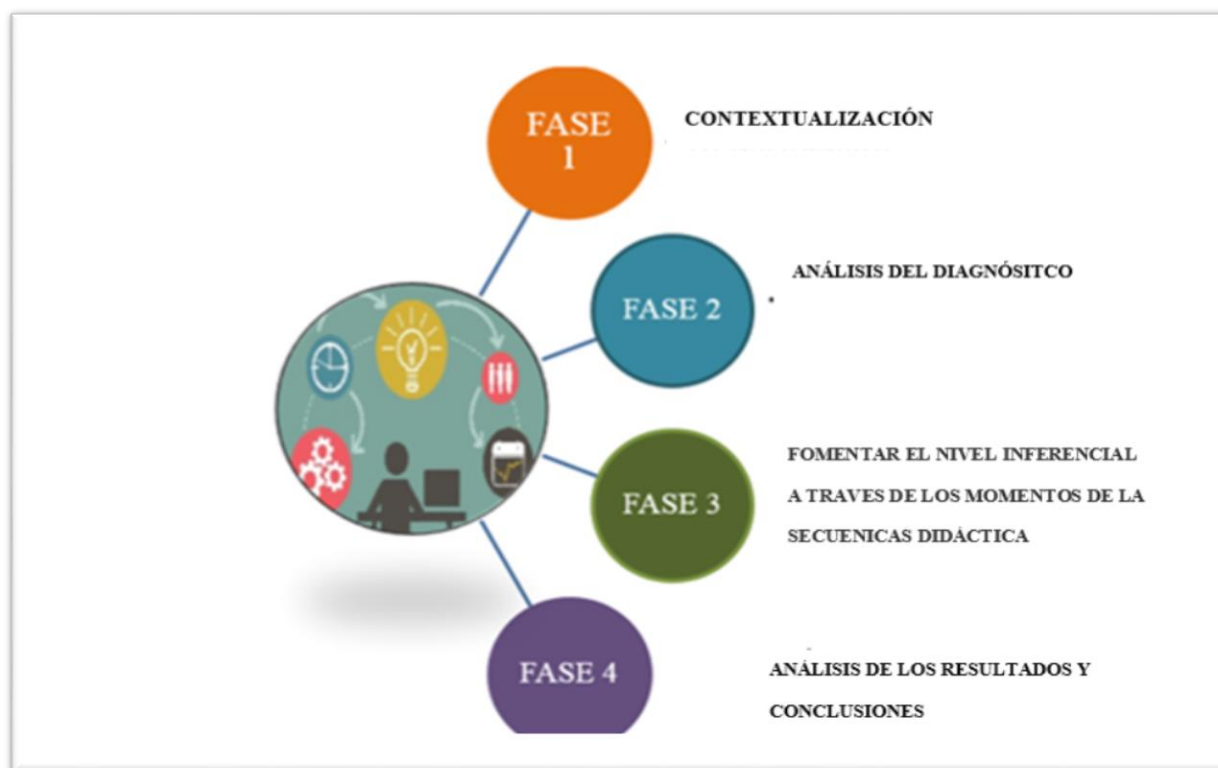 FASE
1
CONTEXTUALIZACIÓN
FASE 2
ANÁLISIS DEL DIAGNÓSITCO
FASE 3
FOMENTAR EL NIVEL INFERENCIAL
A TRAVES DE LOS MOMENTOS DE LA
SECUENICAS DIDÁCTICA
FASE 4
ANÁLISIS DE LOS RESULTADOS Y
CONCLUSIONES